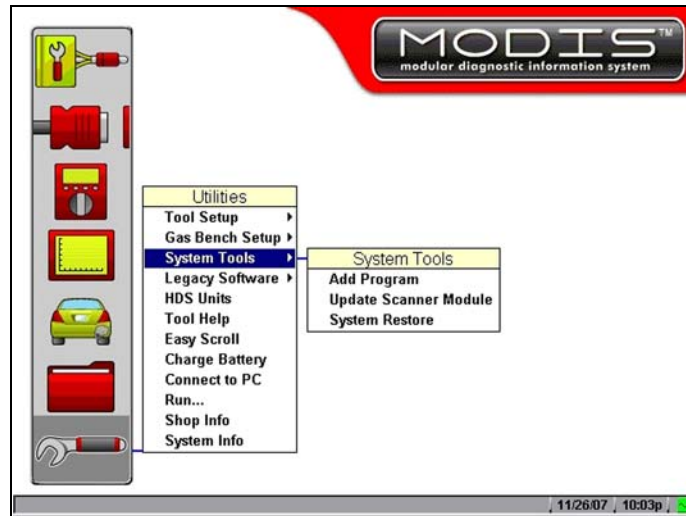 MODIS™
modular diagnostic information system
Utilities
Tool Setup
Gas Bench Setup
System Tools
Legacy Software
HDS Units
Tool Help
Easy Scroll
Charge Battery
Connect to PC
Run...
Shop Info
System Info
System Tools
Add Program
Update Scanner Module
System Restore
11/26/07 10:03p